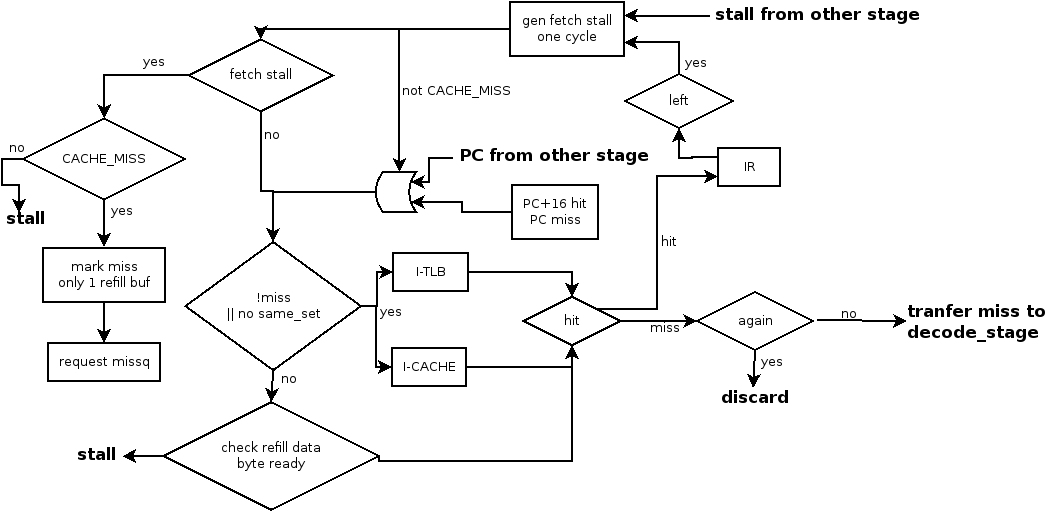 gen fetch stall
one cycle
stall from other stage
yes
fetch stall
yes
left
not CACHE_MISS
no
no
CACHE_MISS
PC from other stage
IR
stall
yes
PC+16 hit
PC miss
mark miss
only 1 refill buf
hit
I-TLB
!miss
|| no same_set
yes
hit
miss
again
no
tranfer miss to
decode_stage
request missq
I-CACHE
yes
no
discard
check refill data
byte ready
stall